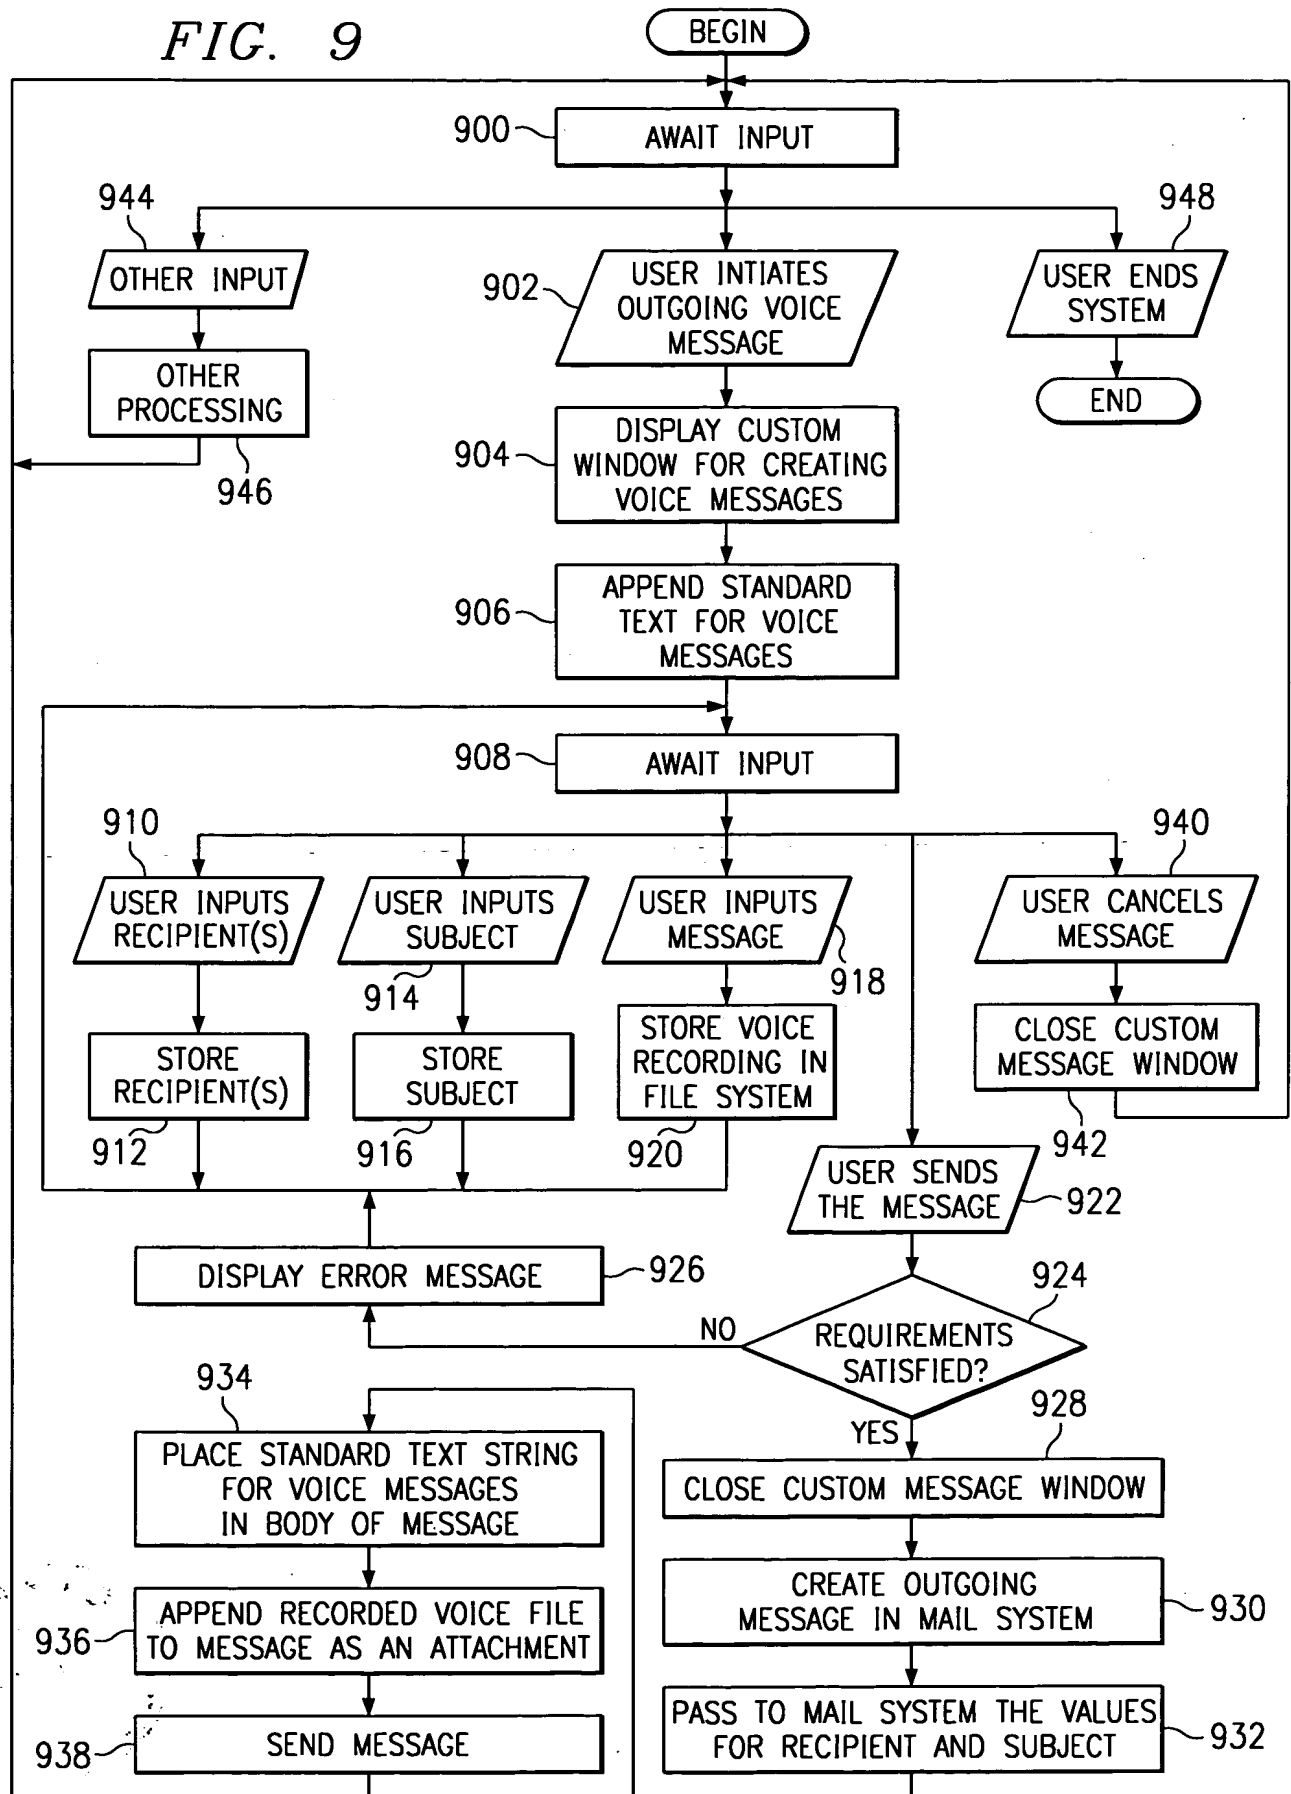 FIG. 9
BEGIN
900
AWAIT INPUT
944
948
OTHER INPUT
902
USER INTIATES
OUTGOING VOICE
MESSAGE
USER ENDS
SYSTEM
OTHER
PROCESSING
946
END
904
DISPLAY CUSTOM
WINDOW FOR CREATING
VOICE MESSAGES
906
APPEND STANDARD
TEXT FOR VOICE
MESSAGES
908
AWAIT INPUT
910
940
USER INPUTS
RECIPIENT(S)
USER INPUTS
SUBJECT
914
USER INPUTS
MESSAGE
918
USER CANCELS
MESSAGE
STORE
RECIPIENT(S)
912
STORE
SUBJECT
916
STORE VOICE
RECORDING IN
FILE SYSTEM
920
CLOSE CUSTOM
MESSAGE WINDOW
942
USER SENDS
THE MESSAGE
922
DISPLAY ERROR MESSAGE
926
924
NO
REQUIREMENTS
SATISFIED?
YES
934
928
PLACE STANDARD TEXT STRING
FOR VOICE MESSAGES
IN BODY OF MESSAGE
CLOSE CUSTOM MESSAGE WINDOW
936
APPEND RECORDED VOICE FILE
TO MESSAGE AS AN ATTACHMENT
CREATE OUTGOING
MESSAGE IN MAIL SYSTEM
930
938
SEND MESSAGE
PASS TO MAIL SYSTEM THE VALUES
FOR RECIPIENT AND SUBJECT
932